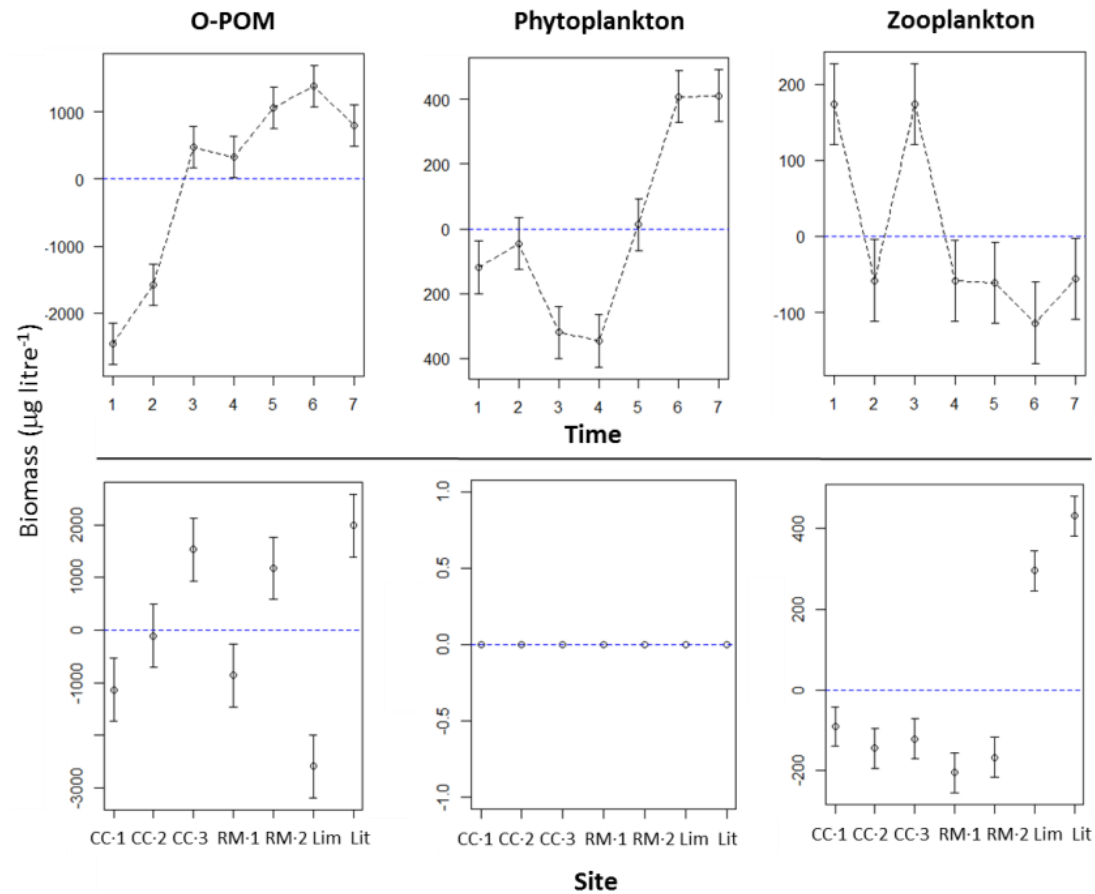 O-POM Phytoplankton Zooplankton
1000
0
-1000
-2000
1 2 3 4 5 6 7
400
200
0
200
400
1 2 3 4 5 6 7
200
100
0
-100
1 2 3 4 5 6 7
Time
Biomass (µg litre-1)
2000
1000
0
-1000
-3000
CC·1 CC·2 CC·3 RM·1 RM·2 Lim Lit
1.0
0.5
0.0
-0.5
-1.0
CC·1 CC·2 CC·3 RM·1 RM·2 Lim Lit
400
200
0
-200
CC·1 CC·2 CC·3 RM·1 RM·2 Lim Lit
Site